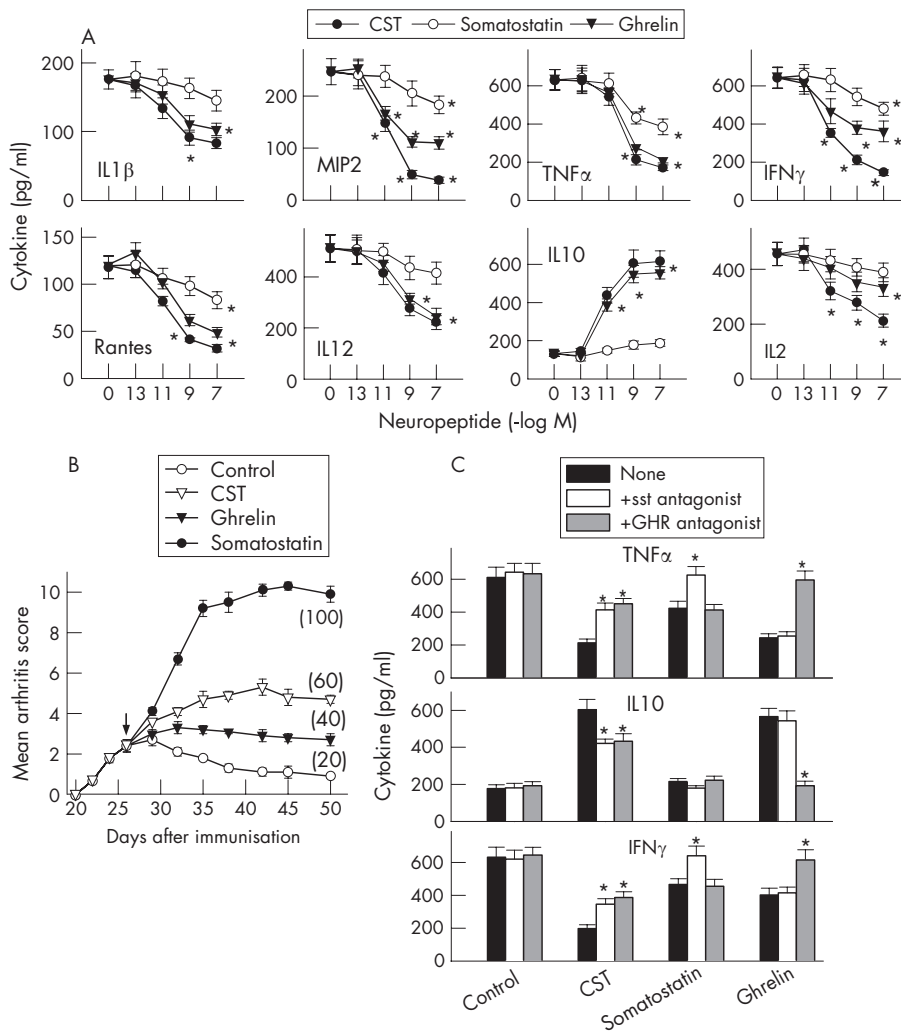 A
CST Somatostatin Ghrelin
Cytokine (pg/ml)
200
100
0
IL1β
*
*
200
0
MIP2
*
*
*
*
*
*
*
600
400
200
0
TNFα
*
*
*
*
600
400
200
0
IFNγ
*
*
*
*
*
*
*
150
100
50
0
Rantes
*
*
*
400
200
0
IL12
*
*
600
400
200
0
IL10
*
*
*
400
200
0
IL2
*
*
*
*
0 13 11 9 7
0 13 11 9 7
0 13 11 9 7
0 13 11 9 7
Neuropeptide (-log M)
B
Control
CST
Ghrelin
Somatostatin
Mean arthritis score
10
8
6
4
2
0
(100)
(60)
(40)
(20)
20 25 30 35 40 45 50
Days after immunisation
C
None
+sst antagonist
+GHR antagonist
Cytokine (pg/ml)
TNFα
600
400
200
0
* * * *
IL10
600
400
200
0
* * *
IFNγ
600
400
200
0
* * * *
Control CST Somatostatin Ghrelin